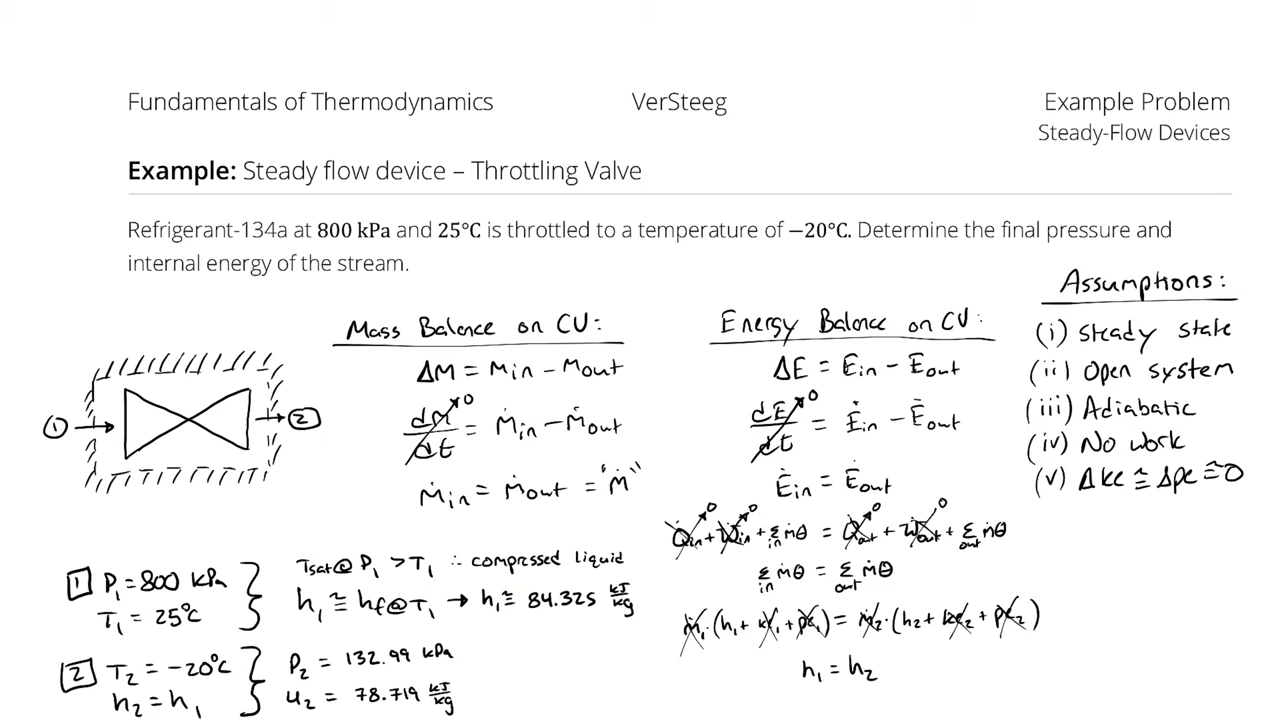 Fundamentals of Thermodynamics VerSteeg Example Problem
Steady-Flow Devices
Example: Steady flow device – Throttling Valve
Refrigerant-134a at 800 kPa and 25°C is throttled to a temperature of −20°C. Determine the final pressure and
internal energy of the stream.
Assumptions:
(i) Steady state
(ii) Open system
(iii) Adiabatic
(iv) No work
(v) Δke ≅ Δpe ≅ 0
Mass Balance on CV:
ΔM = Min − Mout
dM/dt →0 = ṁin − ṁout
ṁin = ṁout = "ṁ"
Energy Balance on CV:
ΔE = Ein − Eout
dE/dt →0 = Ėin − Ėout
Ėin = Ėout
Q̇in →0 + Ẇin →0 + Σin ṁθ = Q̇out →0 + Ẇout →0 + Σout ṁθ
Σin ṁθ = Σout ṁθ
ṁ1·(h1 + ke1 + pe1) = ṁ2·(h2 + ke2 + pe2)
h1 = h2
1 2
1 P1 = 800 kPa
T1 = 25°C
Tsat@P1 > T1 ∴ compressed liquid
h1 ≅ hf@T1 → h1 ≅ 84.325 kJ/kg
2 T2 = −20°C
h2 = h1
P2 = 132.99 kPa
u2 = 78.719 kJ/kg